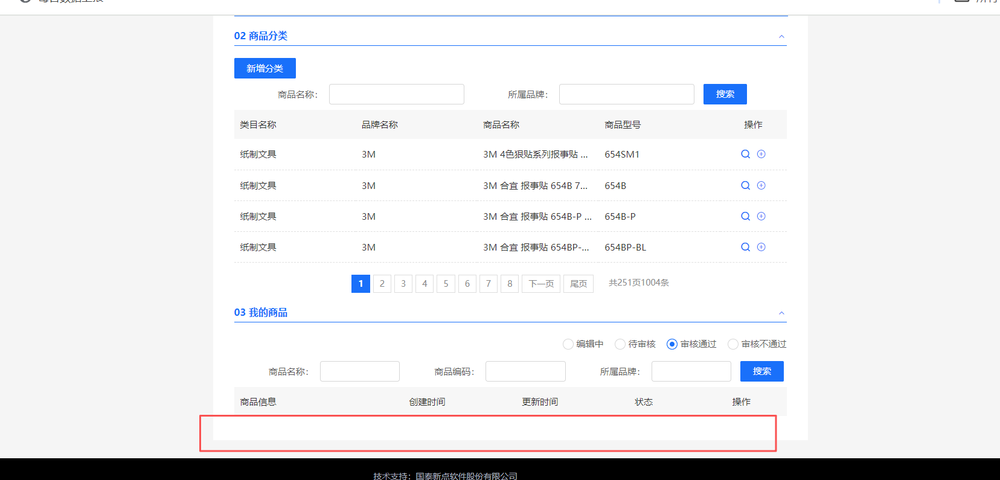 02 商品分类
新增分类
商品名称： 所属品牌： 搜索
类目名称 品牌名称 商品名称 商品型号 操作
纸制文具 3M 3M 4色狠贴系列报事贴 ... 654SM1
纸制文具 3M 3M 合宜 报事贴 654B 7... 654B
纸制文具 3M 3M 合宜 报事贴 654B-P ... 654B-P
纸制文具 3M 3M 合宜 报事贴 654BP-... 654BP-BL
1 2 3 4 5 6 7 8 下一页 尾页 共251页1004条
03 我的商品
编辑中 待审核 审核通过 审核不通过
商品名称： 商品编码： 所属品牌： 搜索
商品信息 创建时间 更新时间 状态 操作
技术支持：国泰新点软件股份有限公司